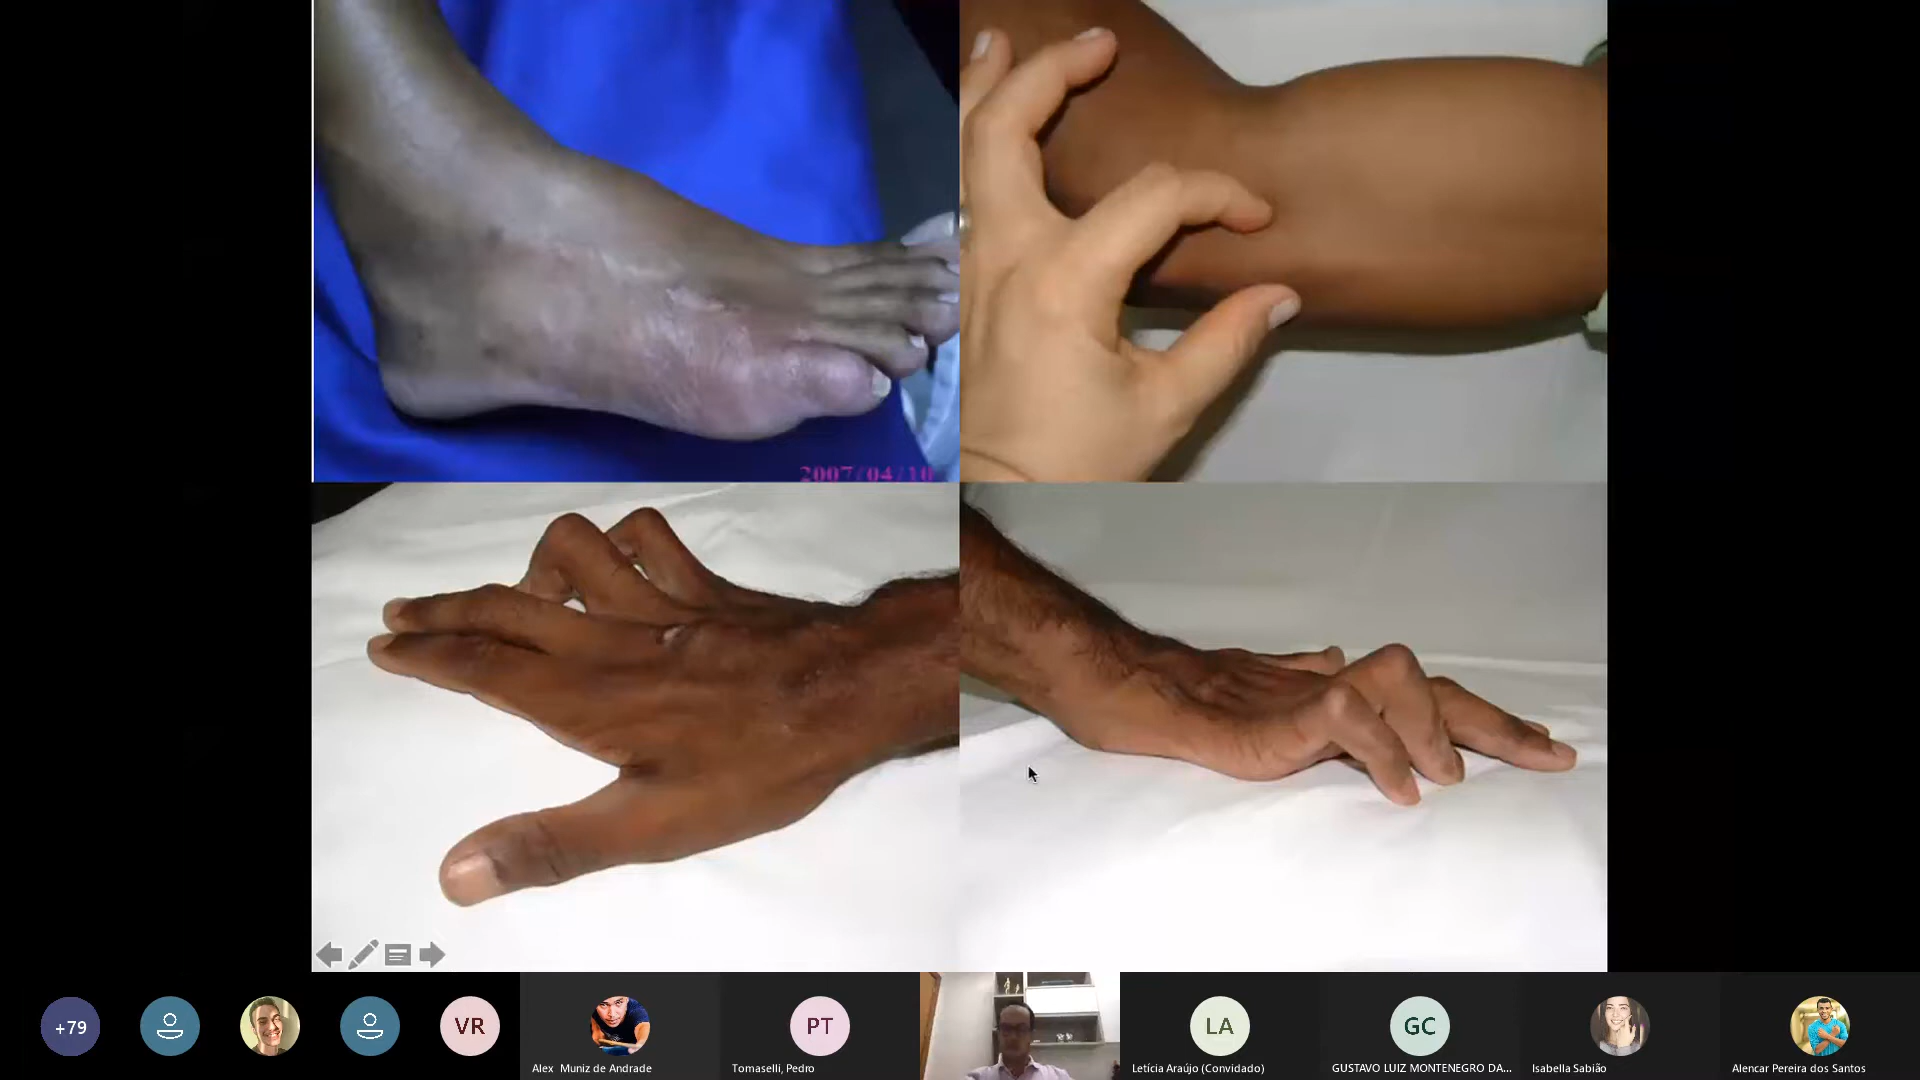 2007/04/10
+79
VR
PT
LA
GC
Alex Muniz de Andrade
Tomaselli, Pedro
Letícia Araújo (Convidado)
GUSTAVO LUIZ MONTENEGRO DA...
Isabella Sabião
Alencar Pereira dos Santos